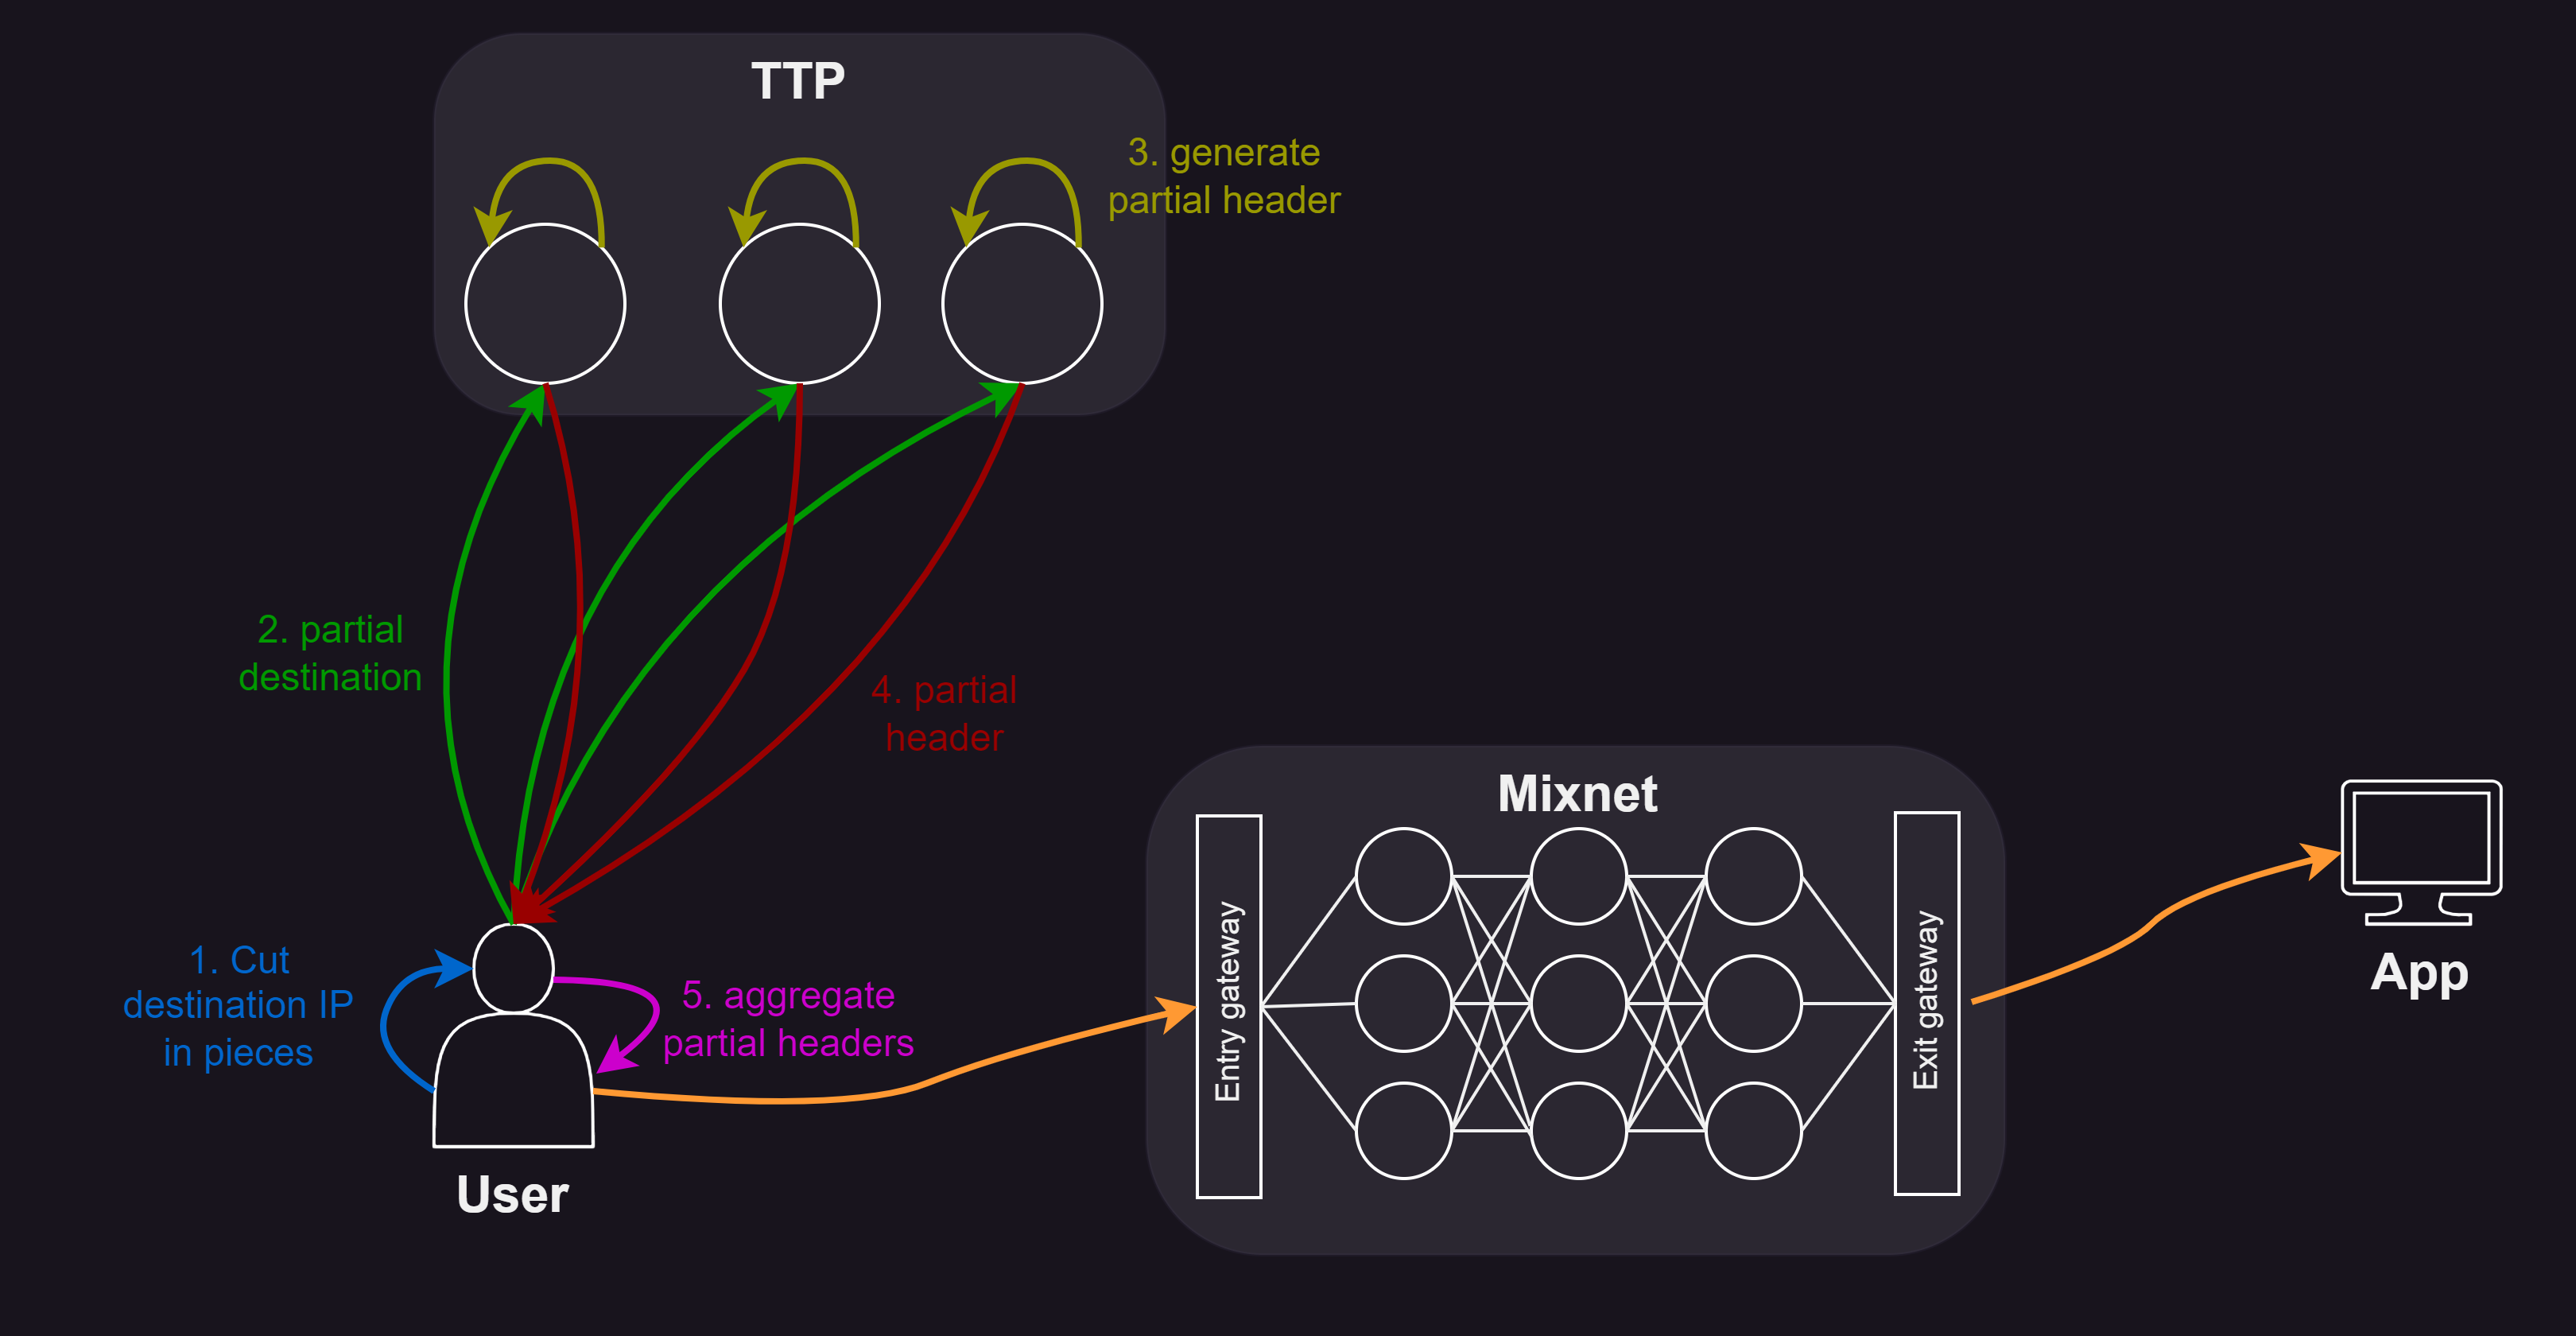 TTP
3. generate
partial header
2. partial
destination
4. partial
header
Mixnet
Entry gateway
Exit gateway
App
1. Cut
destination IP
in pieces
5. aggregate
partial headers
User